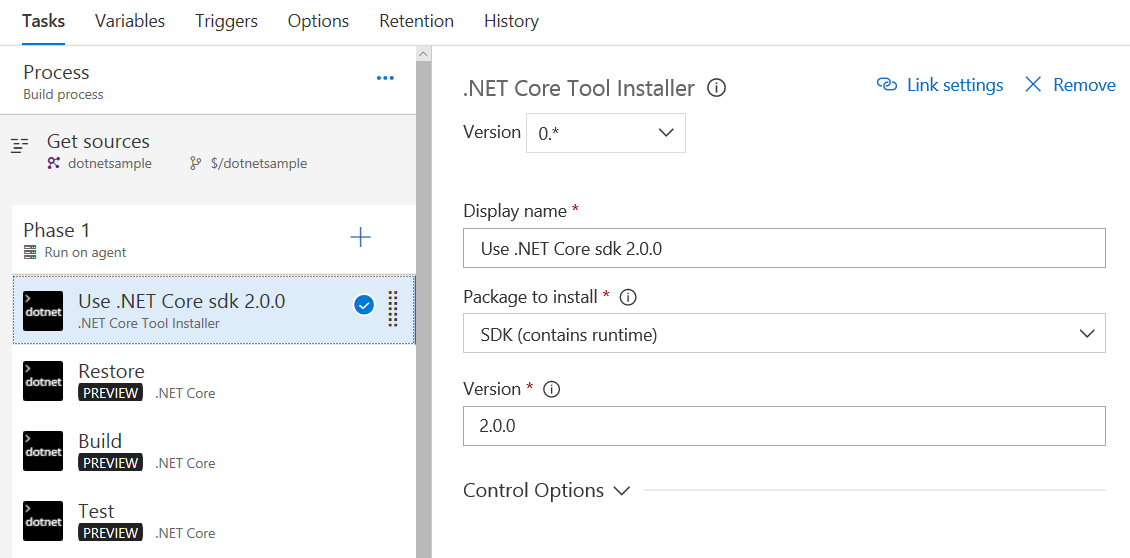 Tasks Variables Triggers Options Retention History
Process
Build process
Get sources
dotnetsample $/dotnetsample
Phase 1
Run on agent
dotnet
Use .NET Core sdk 2.0.0
.NET Core Tool Installer
dotnet
Restore
PREVIEW .NET Core
dotnet
Build
PREVIEW .NET Core
dotnet
Test
PREVIEW .NET Core
.NET Core Tool Installer
Link settings Remove
Version 0.*
Display name *
Use .NET Core sdk 2.0.0
Package to install *
SDK (contains runtime)
Version *
2.0.0
Control Options